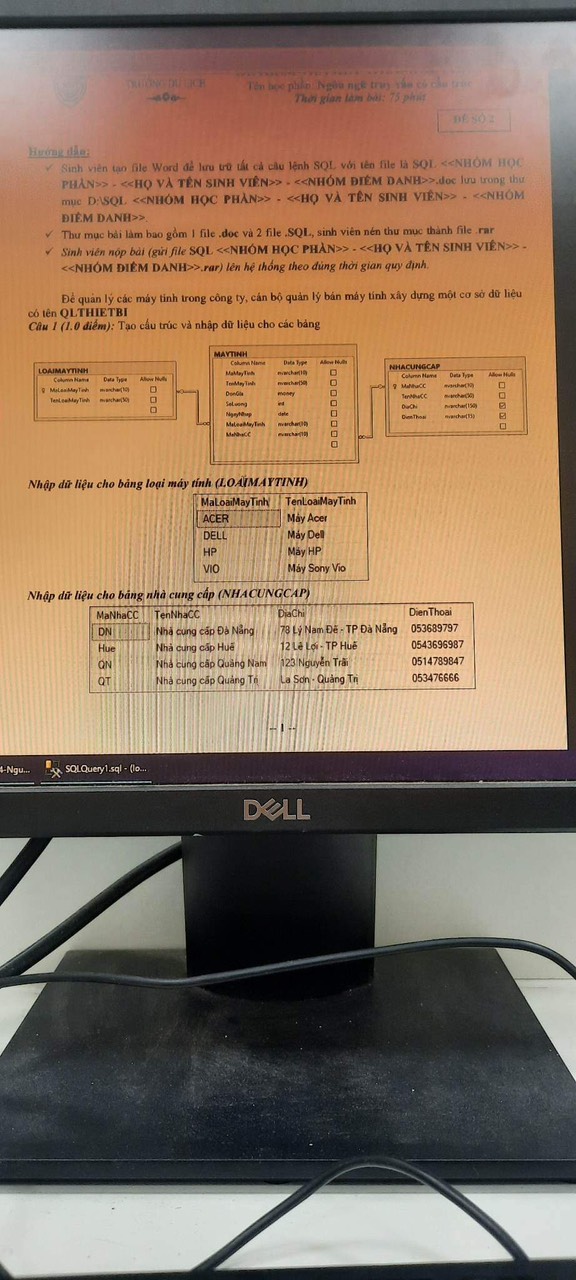 TRƯỜNG DU LỊCH
Tên học phần: Ngôn ngữ truy vấn có cấu trúc
Thời gian làm bài: 75 phút
ĐỀ SỐ 2
Hướng dẫn:
✓ Sinh viên tạo file Word để lưu trữ tất cả câu lệnh SQL với tên file là SQL <<NHÓM HỌC
PHẦN>> - <<HỌ VÀ TÊN SINH VIÊN>> - <<NHÓM ĐIỂM DANH>>.doc lưu trong thư
mục D:\SQL <<NHÓM HỌC PHẦN>> - <<HỌ VÀ TÊN SINH VIÊN>> - <<NHÓM
ĐIỂM DANH>>.
✓ Thư mục bài làm bao gồm 1 file .doc và 2 file .SQL, sinh viên nén thư mục thành file .rar
✓ Sinh viên nộp bài (gửi file SQL <<NHÓM HỌC PHẦN>> - <<HỌ VÀ TÊN SINH VIÊN>> -
<<NHÓM ĐIỂM DANH>>.rar) lên hệ thống theo đúng thời gian quy định.
Để quản lý các máy tính trong công ty, cán bộ quản lý bán máy tính xây dựng một cơ sở dữ liệu
có tên QLTHIETBI
Câu 1 (1.0 điểm): Tạo cấu trúc và nhập dữ liệu cho các bảng
LOAIMAYTINH
Column Name Data Type Allow Nulls
MaLoaiMayTinh nvarchar(10)
TenLoaiMayTinh nvarchar(50)
MAYTINH
Column Name Data Type Allow Nulls
MaMayTinh nvarchar(10)
TenMayTinh nvarchar(50)
DonGia money
SoLuong int
NgayNhap date
MaLoaiMayTinh nvarchar(10)
MaNhaCC nvarchar(10)
NHACUNGCAP
Column Name Data Type Allow Nulls
MaNhaCC nvarchar(10)
TenNhaCC nvarchar(50)
DiaChi nvarchar(150)
DienThoai nvarchar(15)
Nhập dữ liệu cho bảng loại máy tính (LOAIMAYTINH)
MaLoaiMayTinh TenLoaiMayTinh
ACER Máy Acer
DELL Máy Dell
HP Máy HP
VIO Máy Sony Vio
Nhập dữ liệu cho bảng nhà cung cấp (NHACUNGCAP)
MaNhaCC TenNhaCC DiaChi DienThoai
DN Nhà cung cấp Đà Nẵng 78 Lý Nam Đế - TP Đà Nẵng 053689797
Hue Nhà cung cấp Huế 12 Lê Lợi - TP Huế 0543696987
QN Nhà cung cấp Quảng Nam 123 Nguyễn Trãi 0514789847
QT Nhà cung cấp Quảng Trị La Sơn - Quảng Trị 053476666
-- 1 --
4-Ngu... SQLQuery1.sql - (lo...
DELL